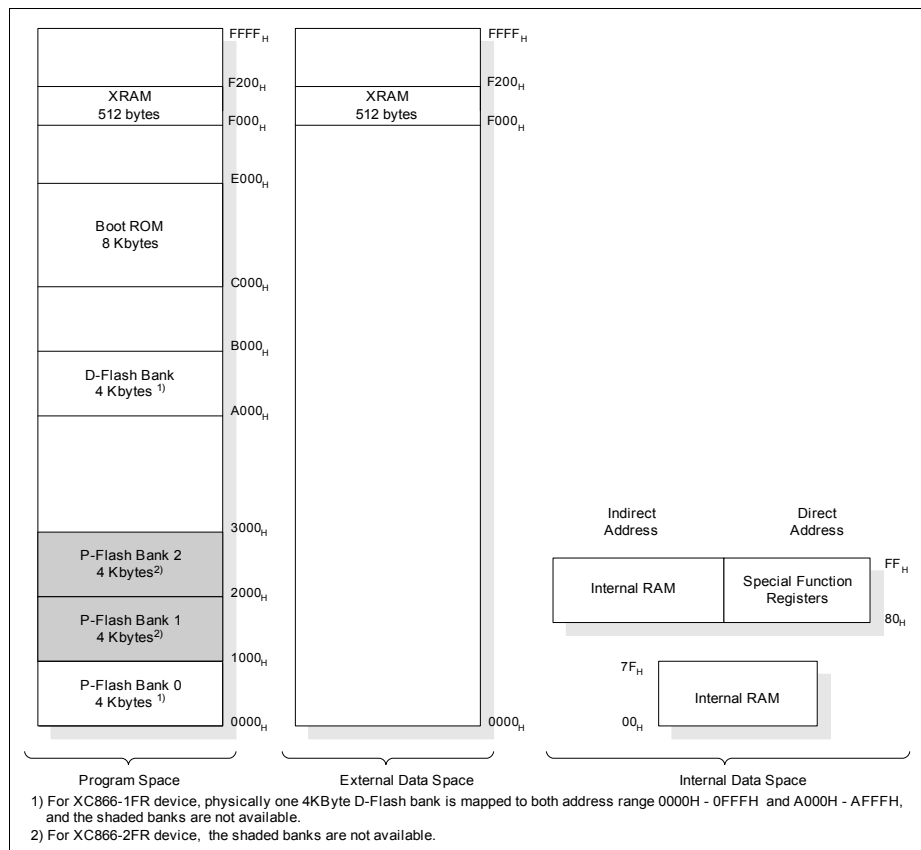 FFFFH
F200H
XRAM
512 bytes
F000H
E000H
Boot ROM
8 Kbytes
C000H
B000H
D-Flash Bank
4 Kbytes 1)
A000H
3000H
P-Flash Bank 2
4 Kbytes2)
2000H
P-Flash Bank 1
4 Kbytes2)
1000H
P-Flash Bank 0
4 Kbytes 1)
0000H
Program Space
FFFFH
F200H
XRAM
512 bytes
F000H
0000H
External Data Space
Indirect
Address
Direct
Address
FFH
Internal RAM
Special Function
Registers
80H
7FH
Internal RAM
00H
Internal Data Space
1) For XC866-1FR device, physically one 4KByte D-Flash bank is mapped to both address range 0000H - 0FFFH and A000H - AFFFH,
and the shaded banks are not available.
2) For XC866-2FR device, the shaded banks are not available.